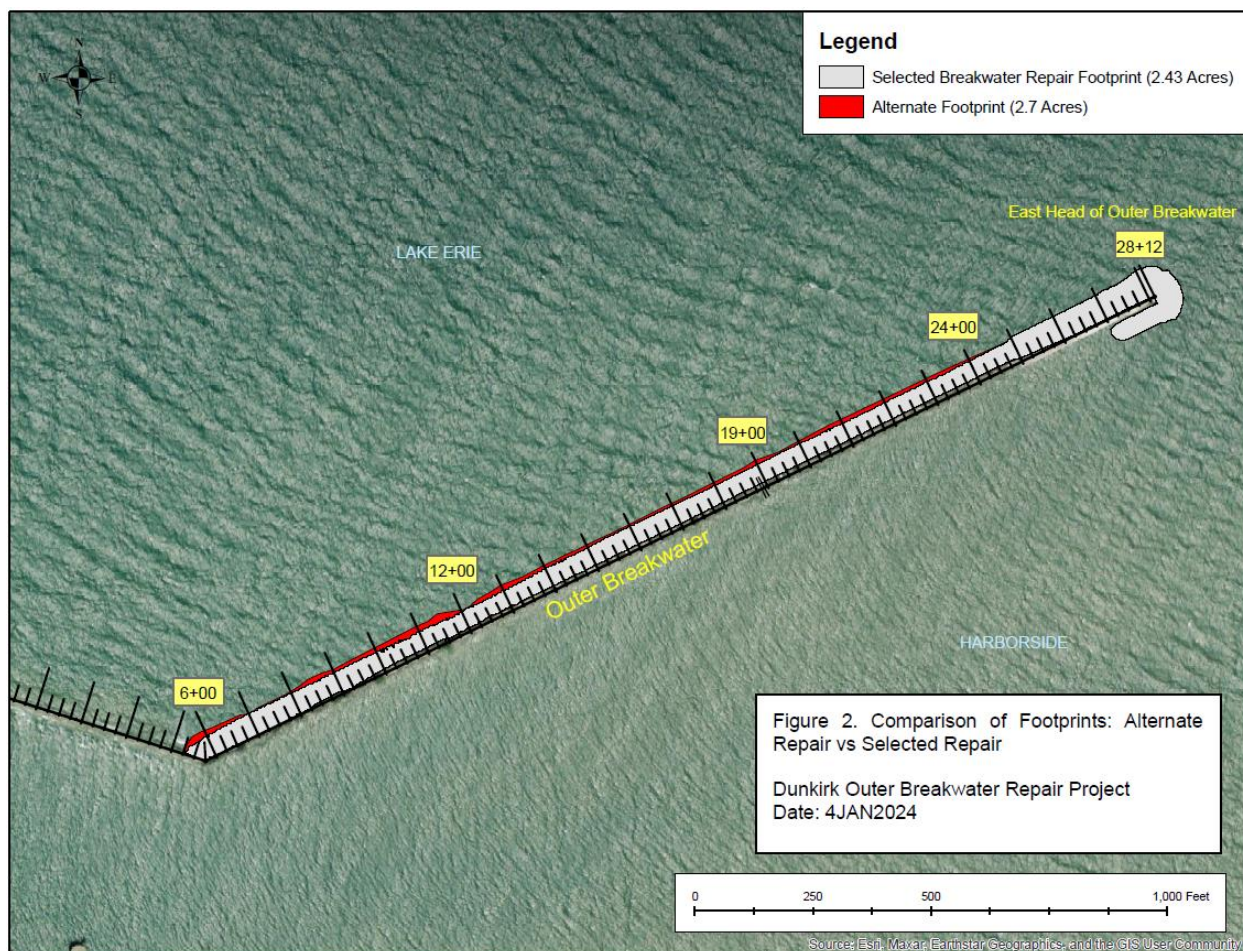 Legend
Selected Breakwater Repair Footprint (2.43 Acres)
Alternate Footprint (2.7 Acres)
N
W E
S
East Head of Outer Breakwater
28+12
LAKE ERIE
24+00
19+00
Outer Breakwater
12+00
HARBORSIDE
6+00
Figure 2. Comparison of Footprints: Alternate
Repair vs Selected Repair
Dunkirk Outer Breakwater Repair Project
Date: 4JAN2024
0 250 500 1,000 Feet
Source: Esri, Maxar, Earthstar Geographics, and the GIS User Community